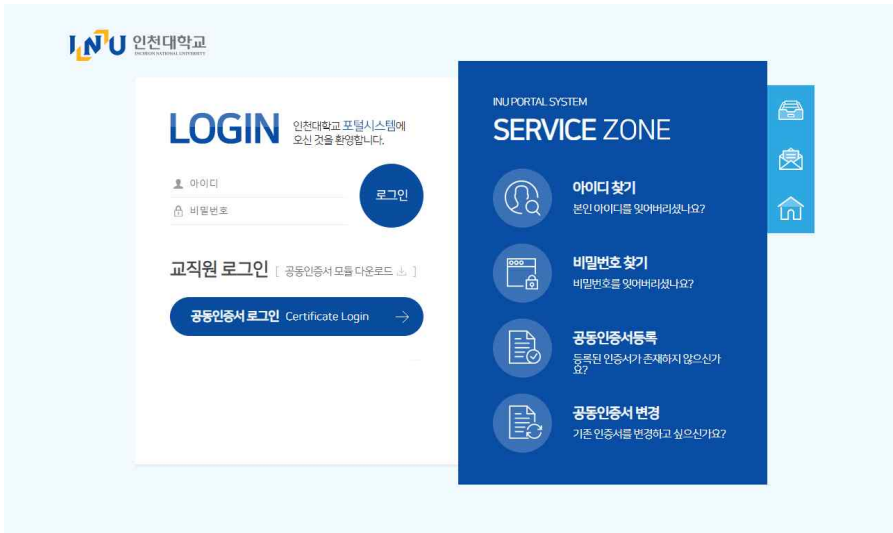 INU 인천대학교
INCHEON NATIONAL UNIVERSITY
LOGIN 인천대학교 포털시스템에
오신 것을 환영합니다.
아이디
비밀번호
로그인
교직원 로그인 [ 공동인증서 모듈 다운로드 ]
공동인증서 로그인 Certificate Login
INU PORTAL SYSTEM
SERVICE ZONE
아이디 찾기
본인 아이디를 잊어버리셨나요?
비밀번호 찾기
비밀번호를 잊어버리셨나요?
공동인증서등록
등록된 인증서가 존재하지 않으신가
요?
공동인증서 변경
기존 인증서를 변경하고 싶으신가요?